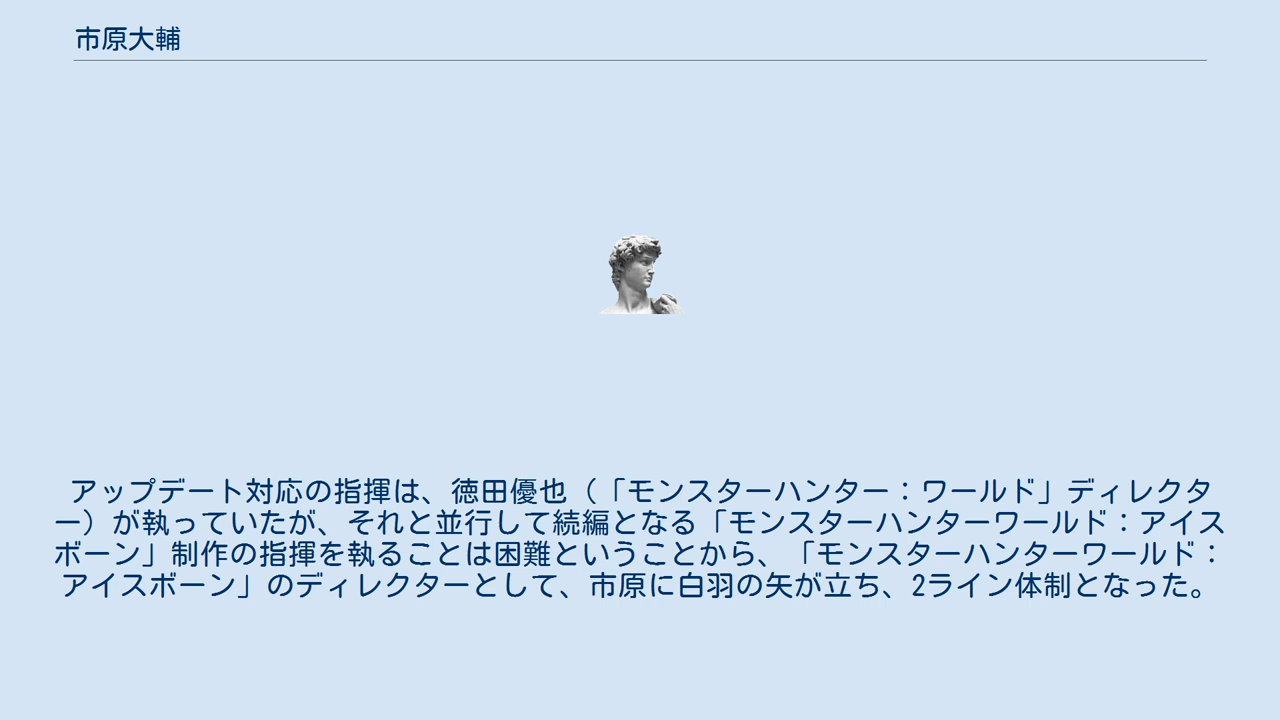 市原大輔
アップデート対応の指揮は、徳田優也（「モンスターハンター：ワールド」ディレクタ
ー）が執っていたが、それと並行して続編となる「モンスターハンターワールド：アイス
ボーン」制作の指揮を執ることは困難ということから、「モンスターハンターワールド：
アイスボーン」のディレクターとして、市原に白羽の矢が立ち、2ライン体制となった。